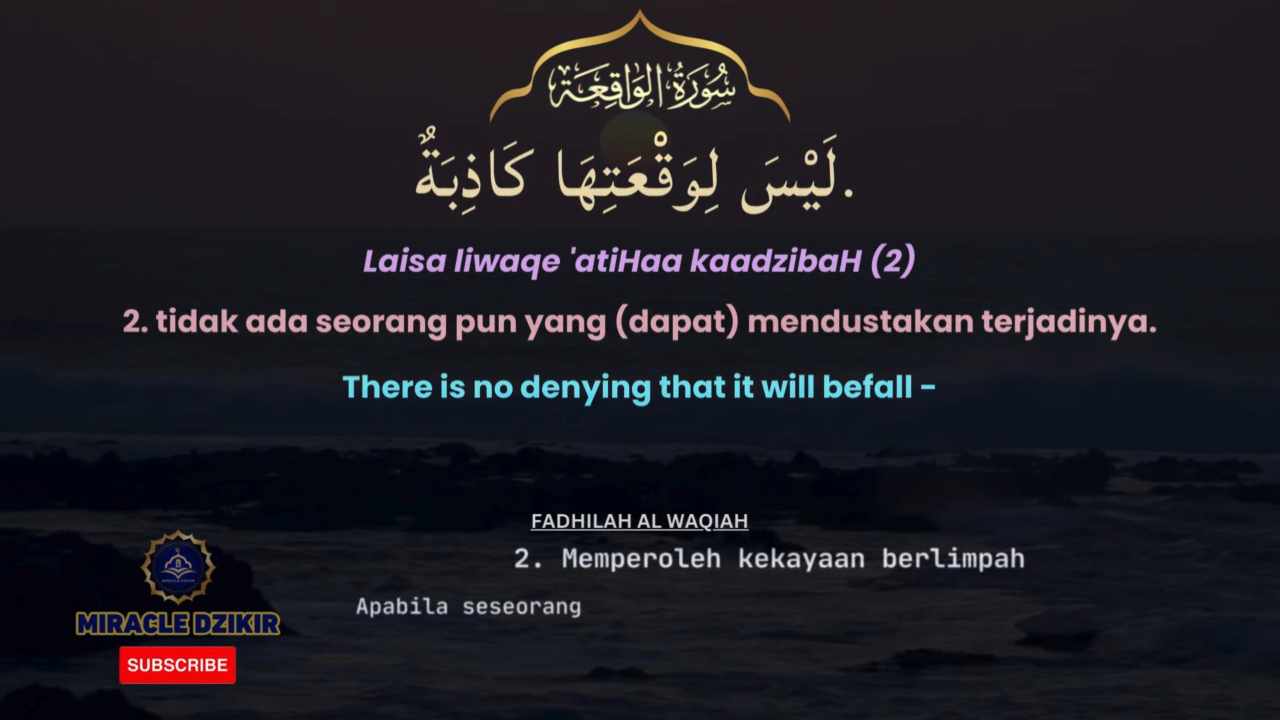 سُورَةُ الوَاقِعَة
لَيْسَ لِوَقْعَتِهَا كَاذِبَةٌ.
Laisa liwaqe 'atiHaa kaadzibaH (2)
2. tidak ada seorang pun yang (dapat) mendustakan terjadinya.
There is no denying that it will befall -
FADHILAH AL WAQIAH
2. Memperoleh kekayaan berlimpah
Apabila seseorang
MIRACLE DZIKIR
SUBSCRIBE